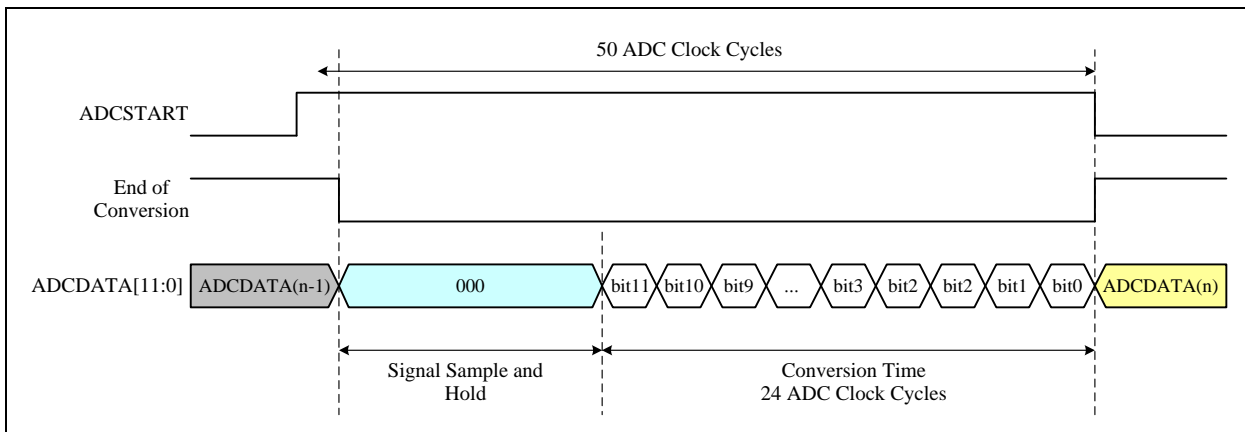 50 ADC Clock Cycles
ADCSTART
End of
Conversion
ADCDATA[11:0]
ADCDATA(n-1)
000
bit11
bit10
bit9
...
bit3
bit2
bit2
bit1
bit0
ADCDATA(n)
Signal Sample and
Hold
Conversion Time
24 ADC Clock Cycles